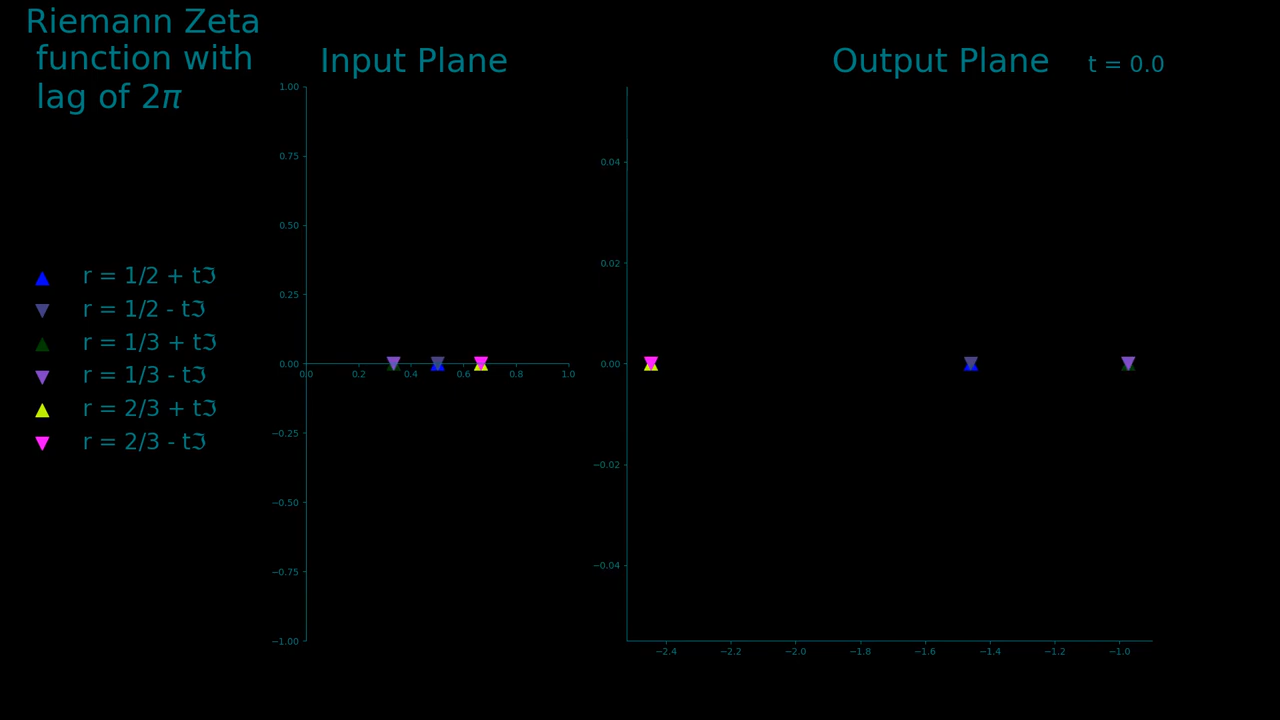 Riemann Zeta
function with
lag of 2π
Input Plane
Output Plane
t = 0.0
r = 1/2 + tℑ
r = 1/2 - tℑ
r = 1/3 + tℑ
r = 1/3 - tℑ
r = 2/3 + tℑ
r = 2/3 - tℑ
1.00
0.75
0.50
0.25
0.00
−0.25
−0.50
−0.75
−1.00
0.0 0.2 0.4 0.6 0.8 1.0
0.04
0.02
0.00
−0.02
−0.04
−2.4 −2.2 −2.0 −1.8 −1.6 −1.4 −1.2 −1.0